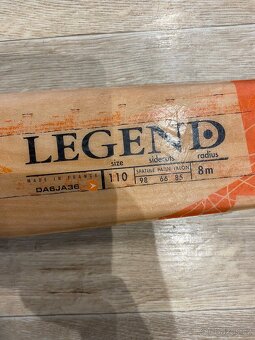 LEGEND
size sidecuts radius
MADE IN FRANCE SPATULE PATIN TALON
DA6JA36 110 98 66 85 8m